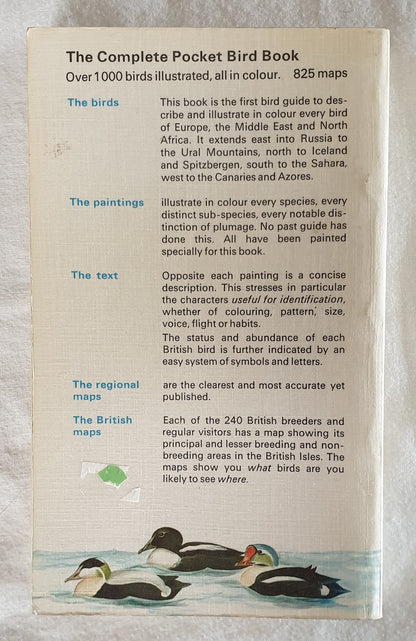 The Complete Pocket Bird Book
Over 1000 birds illustrated, all in colour. 825 maps
The birds This book is the first bird guide to des-
cribe and illustrate in colour every bird
of Europe, the Middle East and North
Africa. It extends east into Russia to
the Ural Mountains, north to Iceland
and Spitzbergen, south to the Sahara,
west to the Canaries and Azores.
The paintings illustrate in colour every species, every
distinct sub-species, every notable dis-
tinction of plumage. No past guide has
done this. All have been painted
specially for this book.
The text Opposite each painting is a concise
description. This stresses in particular
the characters useful for identification,
whether of colouring, pattern, size,
voice, flight or habits.
The status and abundance of each
British bird is further indicated by an
easy system of symbols and letters.
The regional are the clearest and most accurate yet
maps published.
The British Each of the 240 British breeders and
maps regular visitors has a map showing its
principal and lesser breeding and non-
breeding areas in the British Isles. The
maps show you what birds are you
likely to see where.